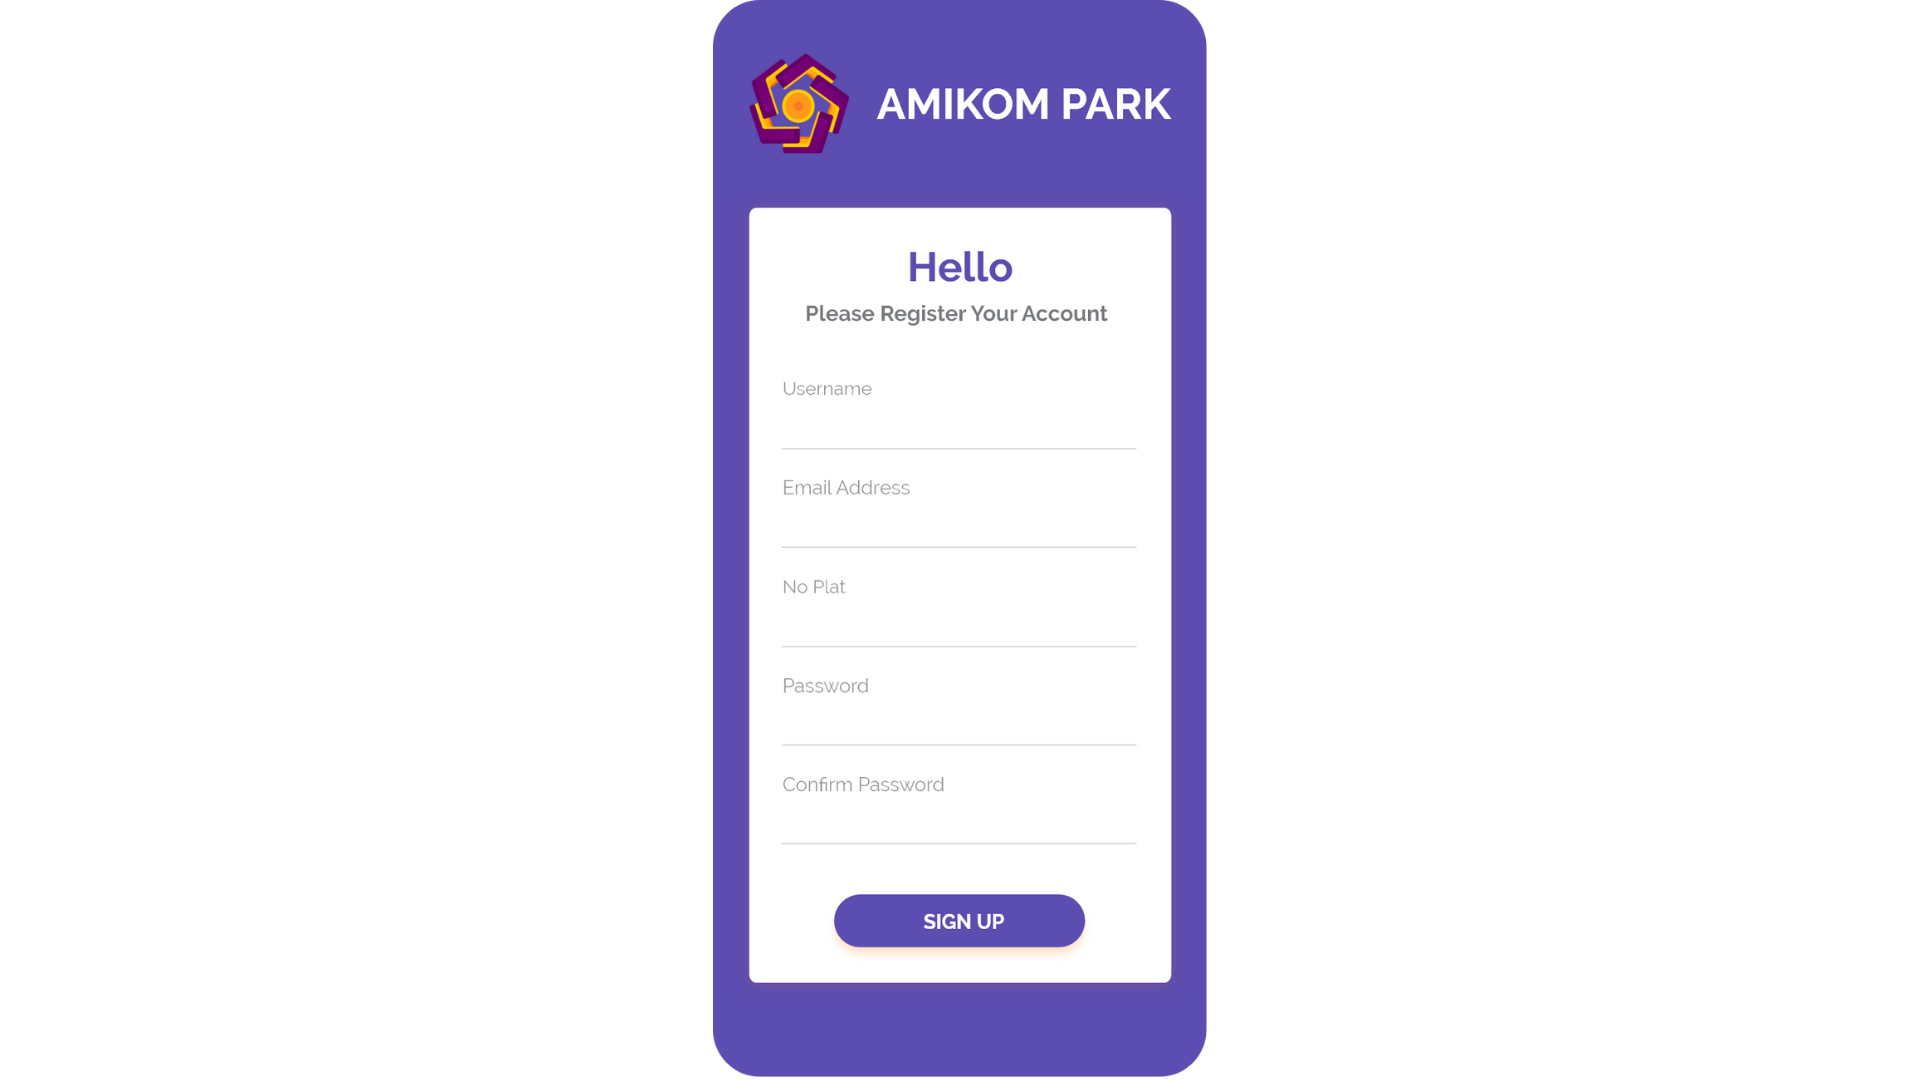 AMIKOM PARK
Hello
Please Register Your Account
Username
Email Address
No Plat
Password
Confirm Password
SIGN UP